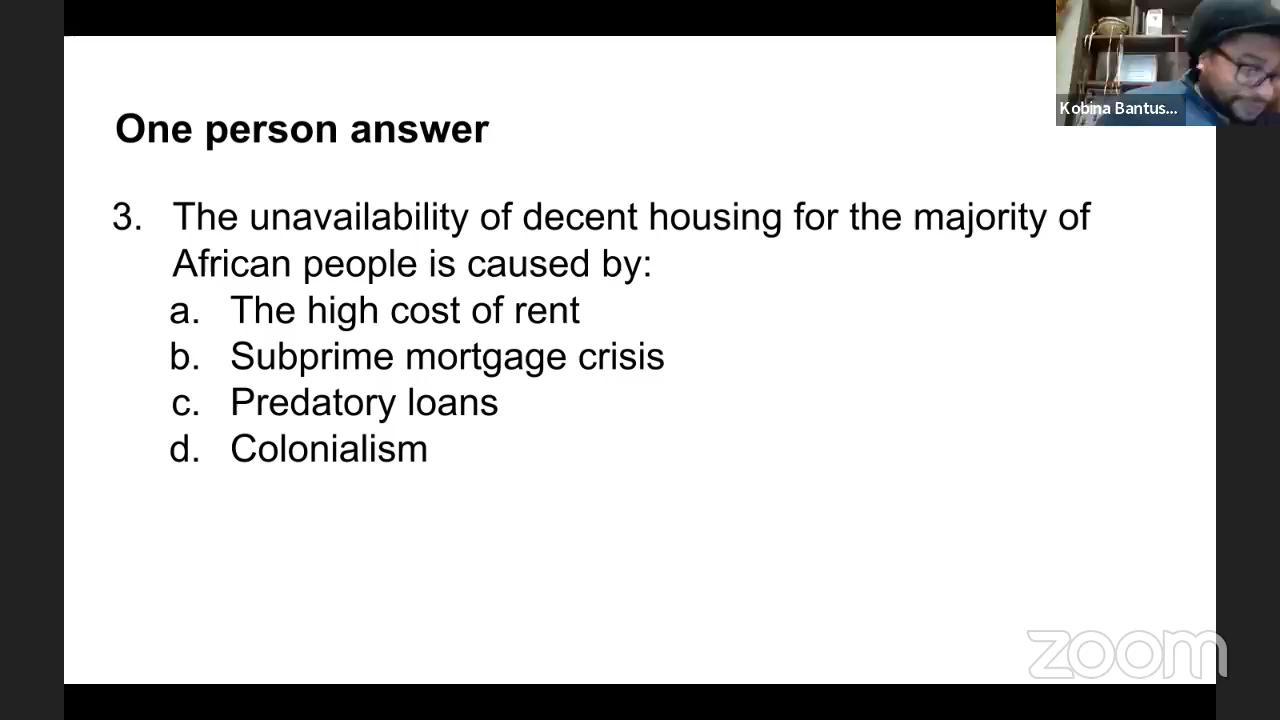 Kobina Bantus...
One person answer
3. The unavailability of decent housing for the majority of
African people is caused by:
a. The high cost of rent
b. Subprime mortgage crisis
c. Predatory loans
d. Colonialism
zoom